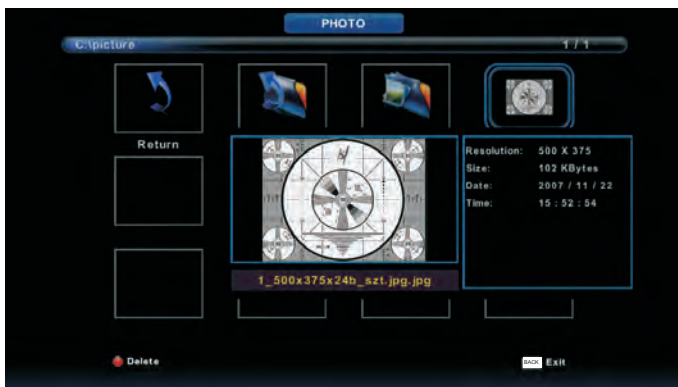 PHOTO
C:\picture
1 / 1
Return
Resolution: 500 X 375
Size: 102 KBytes
Date: 2007 / 11 / 22
Time: 15 : 52 : 54
1_500x375x24b_szt.jpg.jpg
Delete
BACK Exit